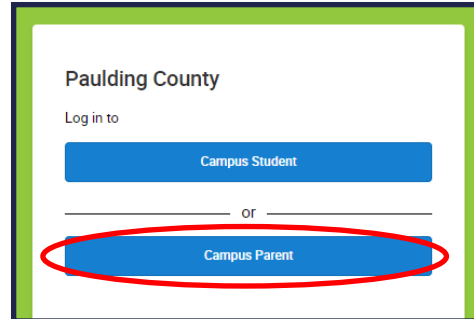 Paulding County
Log in to
Campus Student
or
Campus Parent